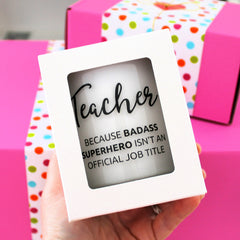 Teacher
BECAUSE BADASS
SUPERHERO ISN'T AN
OFFICIAL JOB TITLE